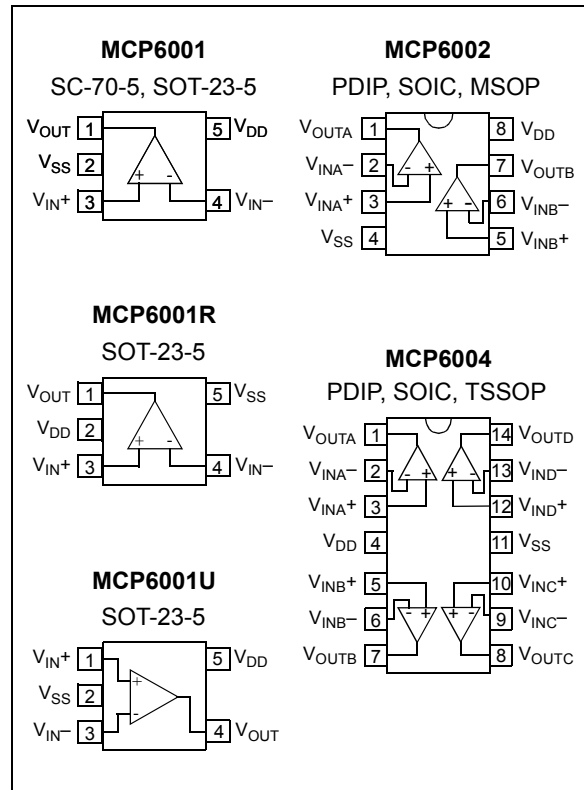 MCP6001
SC-70-5, SOT-23-5
VOUT 1 5 VDD
VSS 2
VIN+ 3 + - 4 VIN–
MCP6001R
SOT-23-5
VOUT 1 5 VSS
VDD 2
VIN+ 3 + - 4 VIN–
MCP6001U
SOT-23-5
VIN+ 1 + 5 VDD
VSS 2
VIN– 3 - 4 VOUT
MCP6002
PDIP, SOIC, MSOP
VOUTA 1 8 VDD
VINA– 2 - + 7 VOUTB
VINA+ 3 + - 6 VINB–
VSS 4 5 VINB+
MCP6004
PDIP, SOIC, TSSOP
VOUTA 1 14 VOUTD
VINA– 2 - + + - 13 VIND–
VINA+ 3 12 VIND+
VDD 4 11 VSS
VINB+ 5 10 VINC+
VINB– 6 - + + - 9 VINC–
VOUTB 7 8 VOUTC